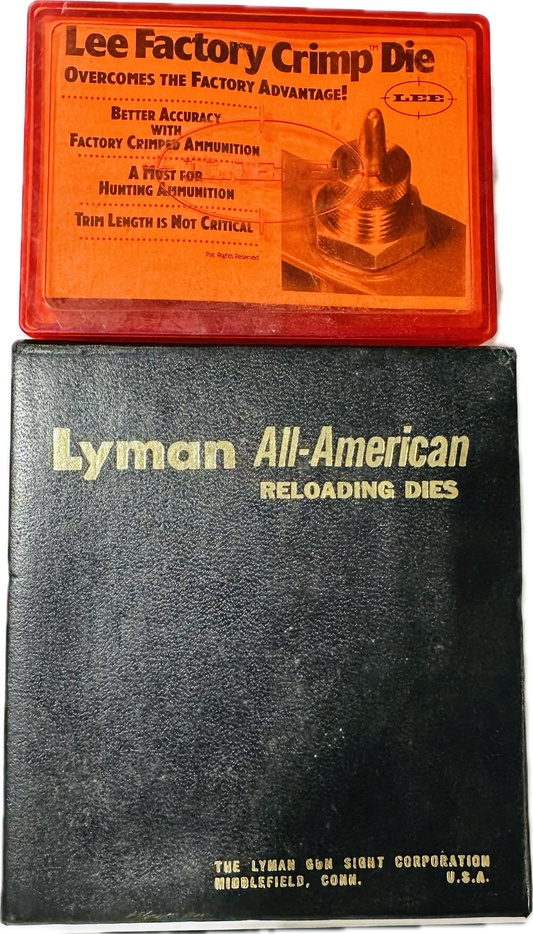 Lee Factory Crimp™ Die
OVERCOMES THE FACTORY ADVANTAGE!
LEE
BETTER ACCURACY
WITH
FACTORY CRIMPED AMMUNITION
A MUST FOR
HUNTING AMMUNITION
TRIM LENGTH IS NOT CRITICAL
Pat. Rights Reserved
Lyman All-American
RELOADING DIES
THE LYMAN GUN SIGHT CORPORATION
MIDDLEFIELD, CONN. U.S.A.